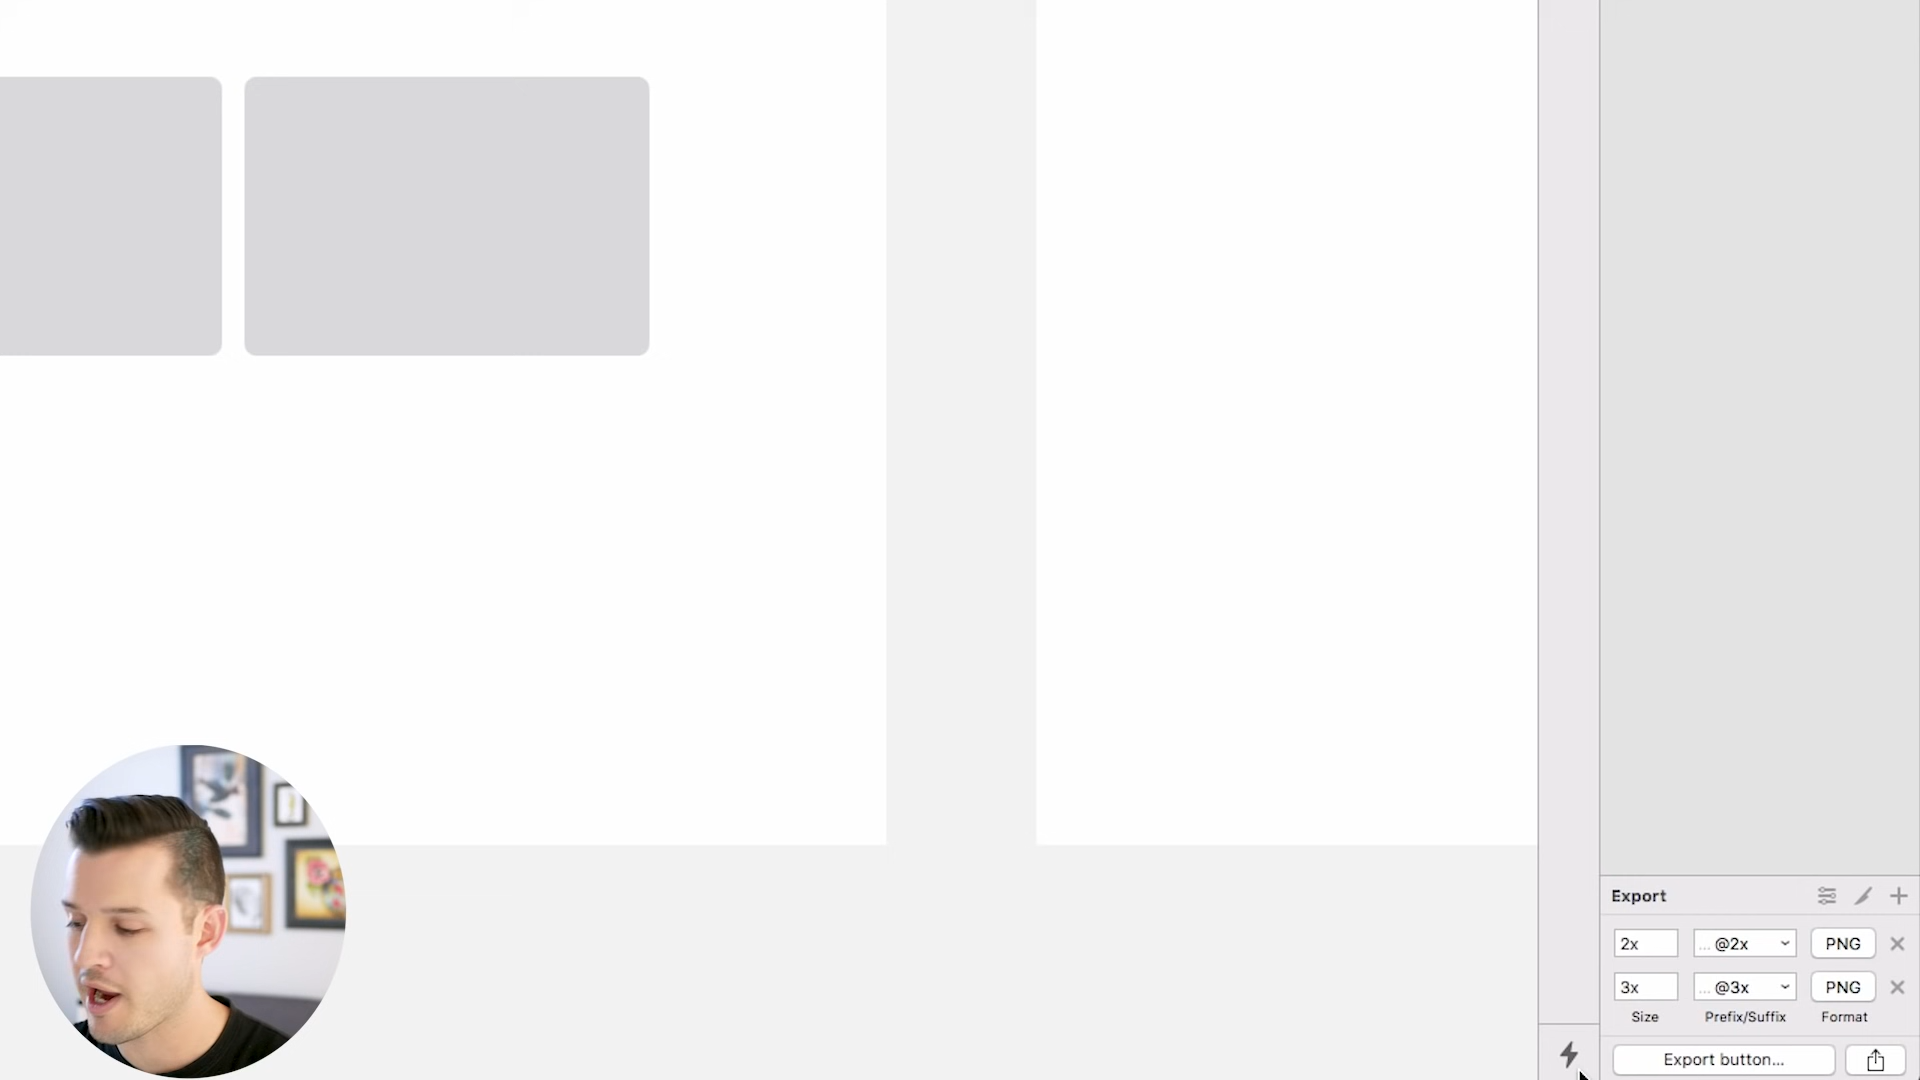 Export
2x ... @2x PNG
3x ... @3x PNG
Size Prefix/Suffix Format
Export button...